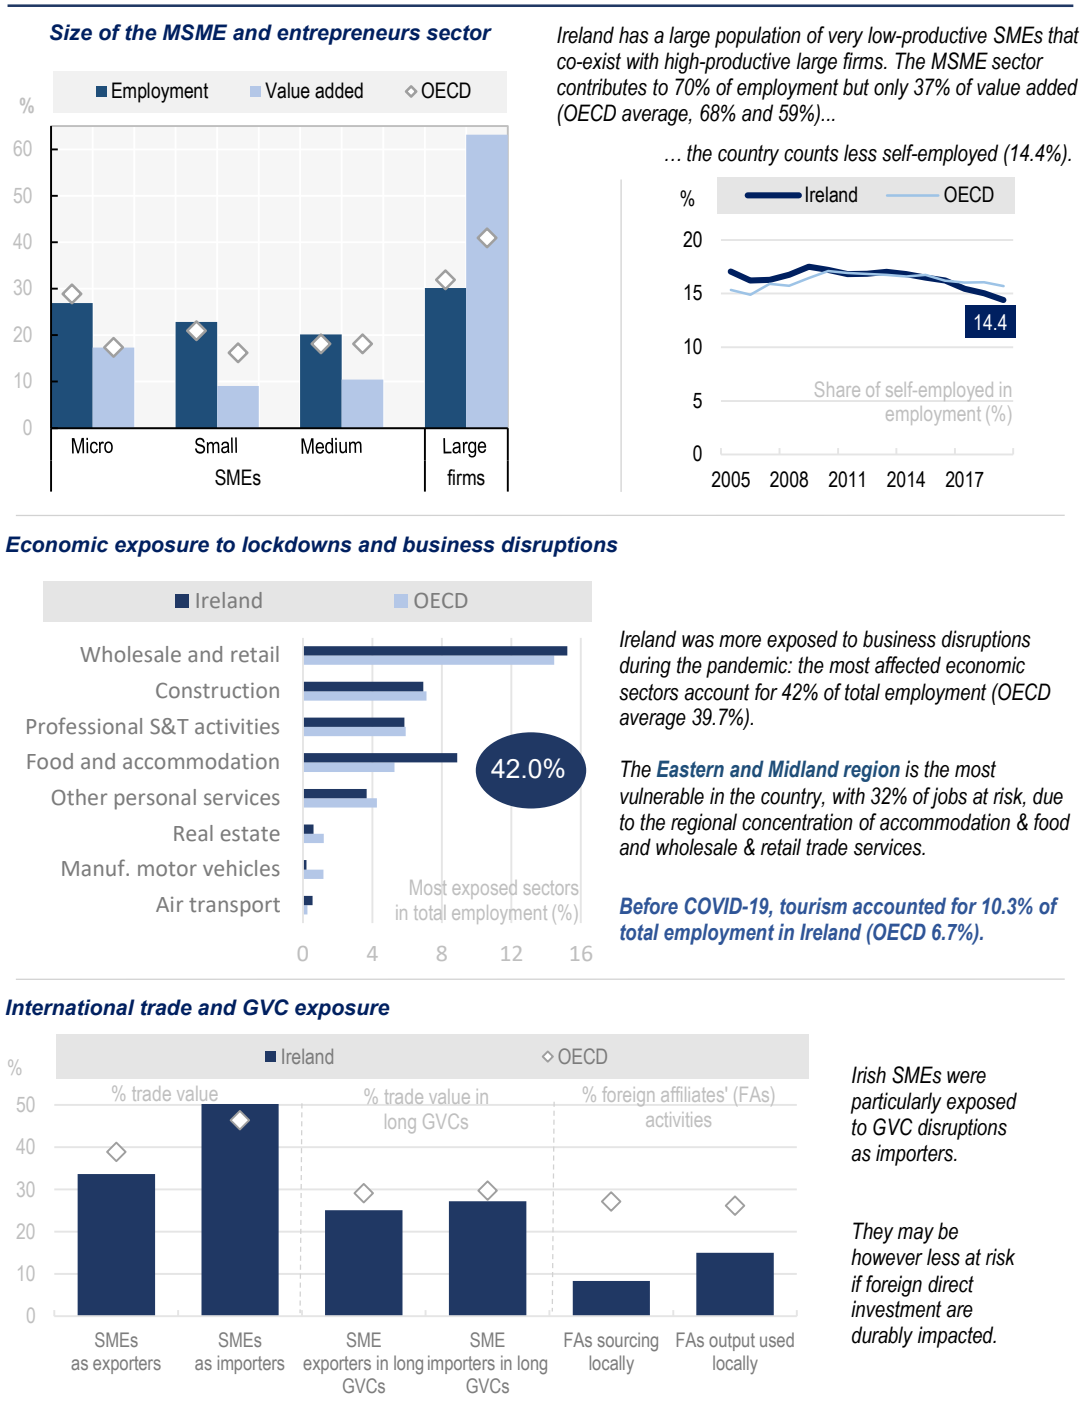 Size of the MSME and entrepreneurs sector
Employment
Value added
OECD
%
60
50
40
30
20
10
0
Micro
Small
Medium
Large
firms
SMEs
Ireland has a large population of very low-productive SMEs that
co-exist with high-productive large firms. The MSME sector
contributes to 70% of employment but only 37% of value added
(OECD average, 68% and 59%)...
… the country counts less self-employed (14.4%).
%
Ireland
OECD
20
15
10
5
0
14.4
Share of self-employed in
employment (%)
2005 2008 2011 2014 2017
Economic exposure to lockdowns and business disruptions
Ireland
OECD
Wholesale and retail
Construction
Professional S&T activities
Food and accommodation
Other personal services
Real estate
Manuf. motor vehicles
Air transport
42.0%
Most exposed sectors
in total employment (%)
0 4 8 12 16
Ireland was more exposed to business disruptions
during the pandemic: the most affected economic
sectors account for 42% of total employment (OECD
average 39.7%).
The Eastern and Midland region is the most
vulnerable in the country, with 32% of jobs at risk, due
to the regional concentration of accommodation & food
and wholesale & retail trade services.
Before COVID-19, tourism accounted for 10.3% of
total employment in Ireland (OECD 6.7%).
International trade and GVC exposure
Ireland
OECD
%
% trade value
% trade value in
long GVCs
% foreign affiliates' (FAs)
activities
50
40
30
20
10
0
SMEs
as exporters
SMEs
as importers
SME
exporters in long
GVCs
SME
importers in long
GVCs
FAs sourcing
locally
FAs output used
locally
Irish SMEs were
particularly exposed
to GVC disruptions
as importers.
They may be
however less at risk
if foreign direct
investment are
durably impacted.